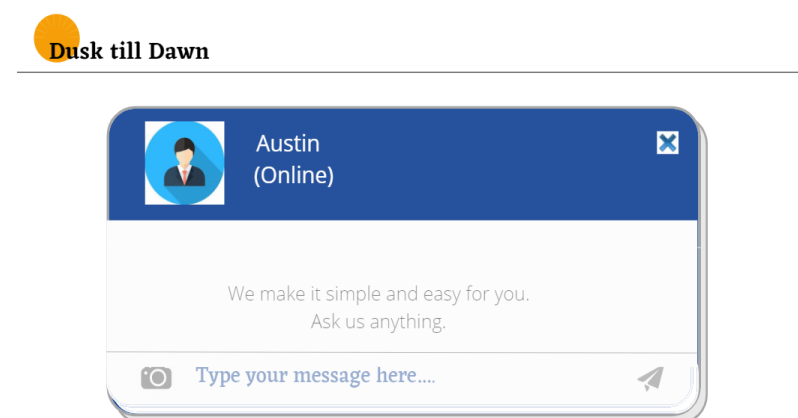 Dusk till Dawn
Austin
(Online)
We make it simple and easy for you.
Ask us anything.
Type your message here....